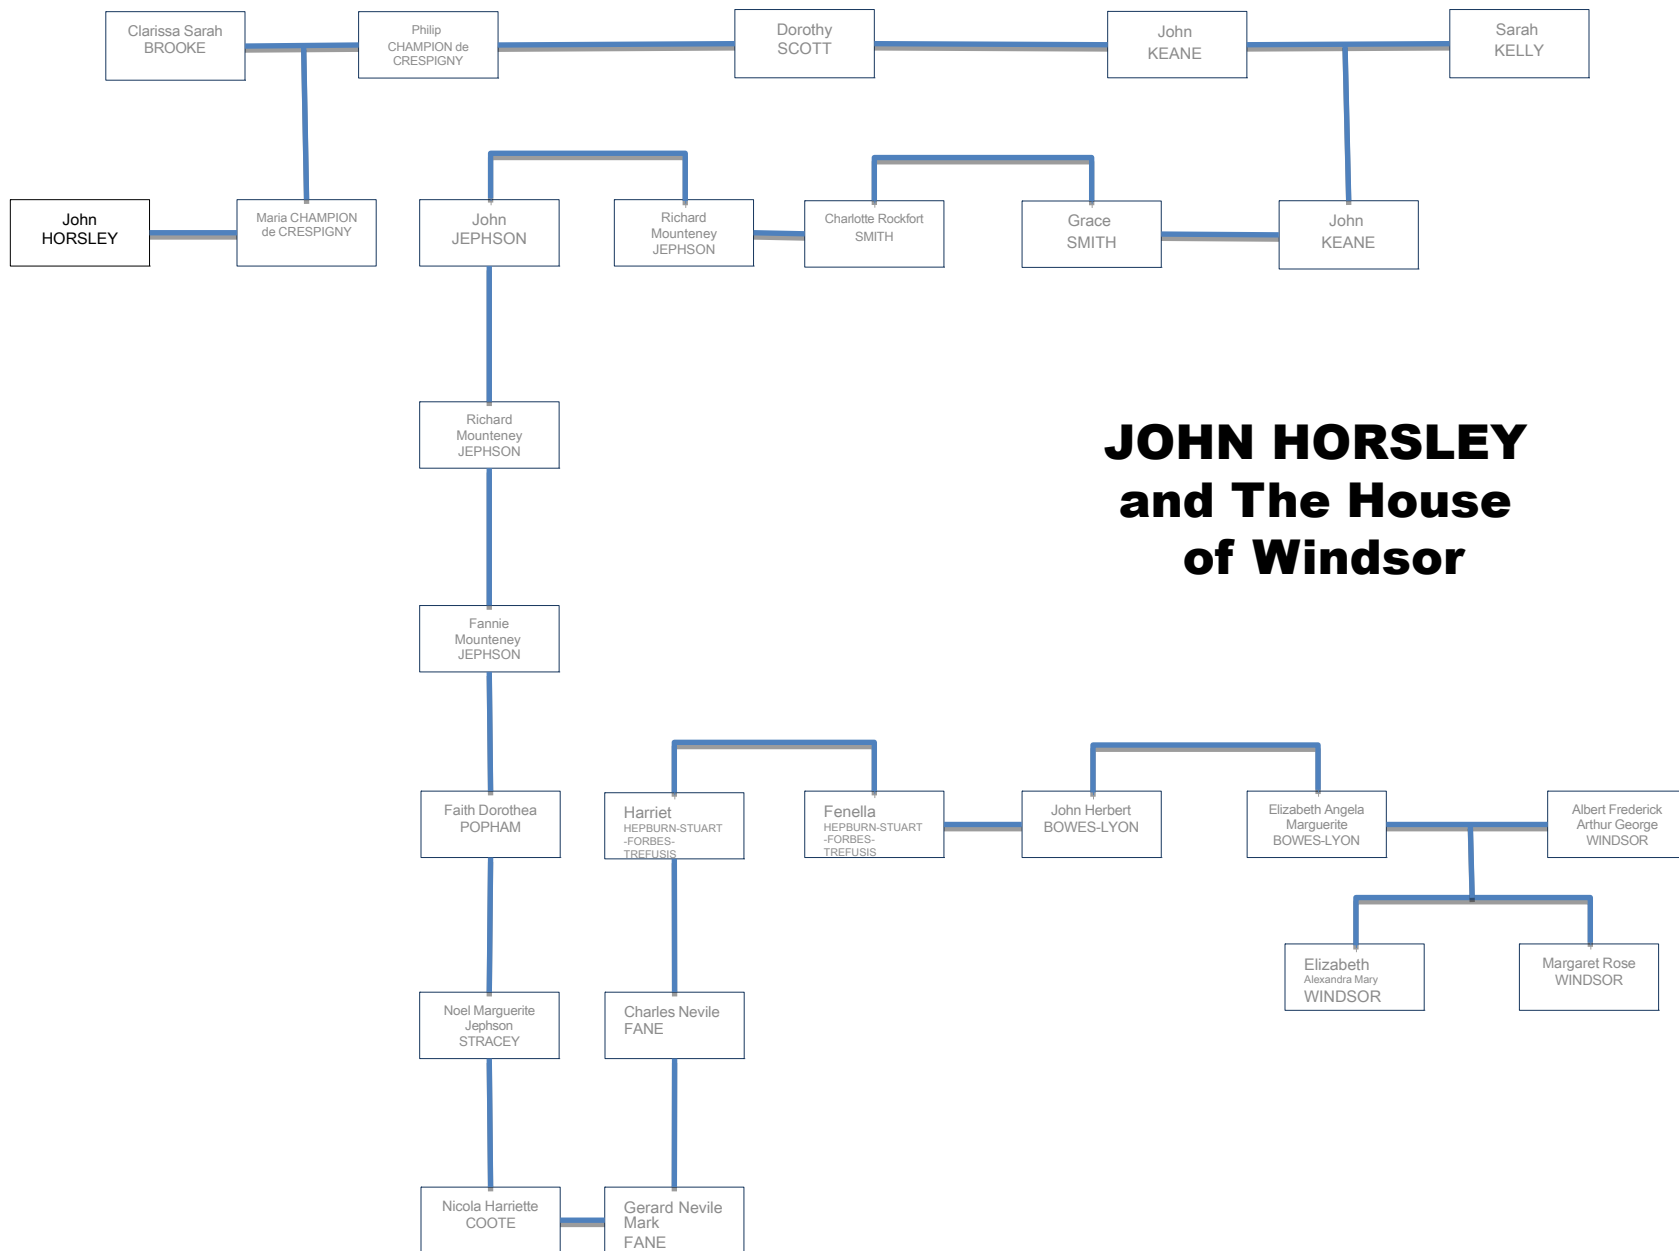 Clarissa Sarah
BROOKE
Philip
CHAMPION de
CRESPIGNY
Dorothy
SCOTT
John
KEANE
Sarah
KELLY
John
HORSLEY
Maria CHAMPION
de CRESPIGNY
John
JEPHSON
Richard
Mounteney
JEPHSON
Charlotte Rockfort
SMITH
Grace
SMITH
John
KEANE
Richard
Mounteney
JEPHSON
JOHN HORSLEY
and The House
of Windsor
Fannie
Mounteney
JEPHSON
Faith Dorothea
POPHAM
Harriet
HEPBURN-STUART
-FORBES-
TREFUSIS
Fenella
HEPBURN-STUART
-FORBES-
TREFUSIS
John Herbert
BOWES-LYON
Elizabeth Angela
Marguerite
BOWES-LYON
Albert Frederick
Arthur George
WINDSOR
Elizabeth
Alexandra Mary
WINDSOR
Margaret Rose
WINDSOR
Noel Marguerite
Jephson
STRACEY
Charles Nevile
FANE
Nicola Harriette
COOTE
Gerard Nevile
Mark
FANE